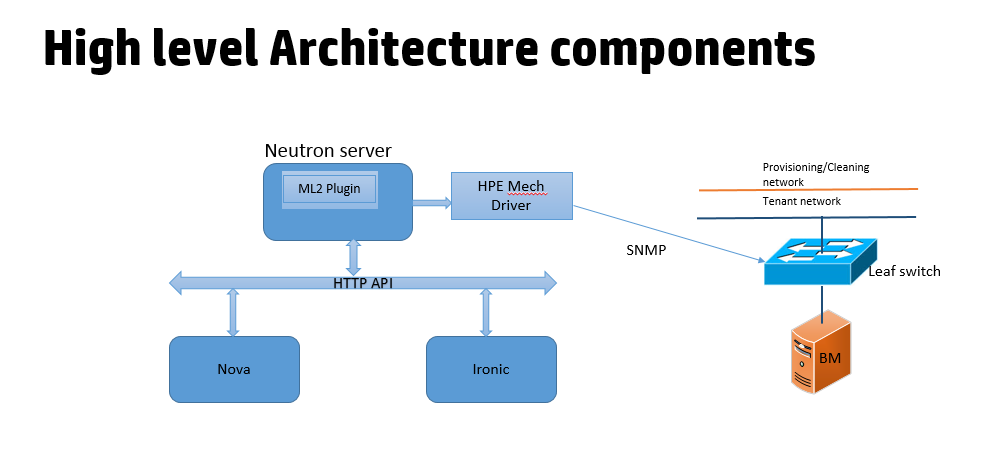 High level Architecture components
Neutron server
ML2 Plugin
HPE Mech
Driver
Provisioning/Cleaning
network
Tenant network
SNMP
Leaf switch
HTTP API
BM
Nova
Ironic